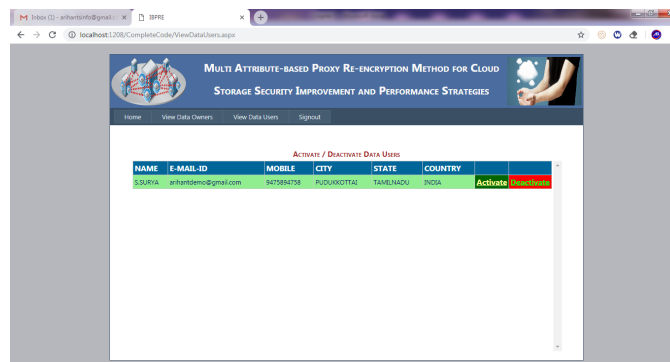 Inbox (1) - arihantsinfo@gmail.c
IBPRE
localhost:1208/CompleteCode/ViewDataUsers.aspx
MULTI ATTRIBUTE-BASED PROXY RE-ENCRYPTION METHOD FOR CLOUD
STORAGE SECURITY IMPROVEMENT AND PERFORMANCE STRATEGIES
Home View Data Owners View Data Users Signout
ACTIVATE / DEACTIVATE DATA USERS
NAME E-MAIL-ID MOBILE CITY STATE COUNTRY
S.SURYA arihantdemo@gmail.com 9475894758 PUDUKKOTTAI TAMILNADU INDIA Activate Deactivate